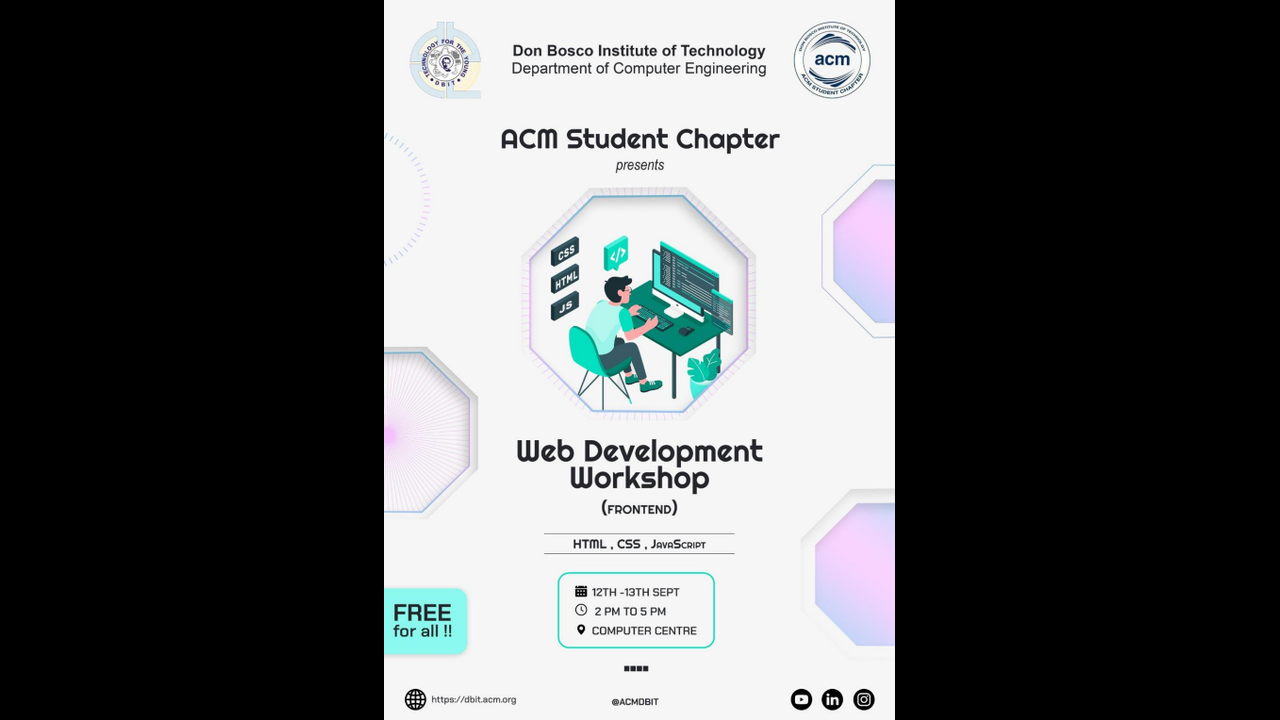 TECHNOLOGY FOR THE YOUNG
DBIT
Don Bosco Institute of Technology
Department of Computer Engineering
DON BOSCO INSTITUTE OF TECHNOLOGY
acm
ACM STUDENT CHAPTER
ACM Student Chapter
presents
CSS
</>
HTML
JS
Web Development
Workshop
(FRONTEND)
HTML , CSS , JavaScript
12TH -13TH SEPT
2 PM TO 5 PM
COMPUTER CENTRE
FREE
for all !!
https://dbit.acm.org
@ACMDBIT
in